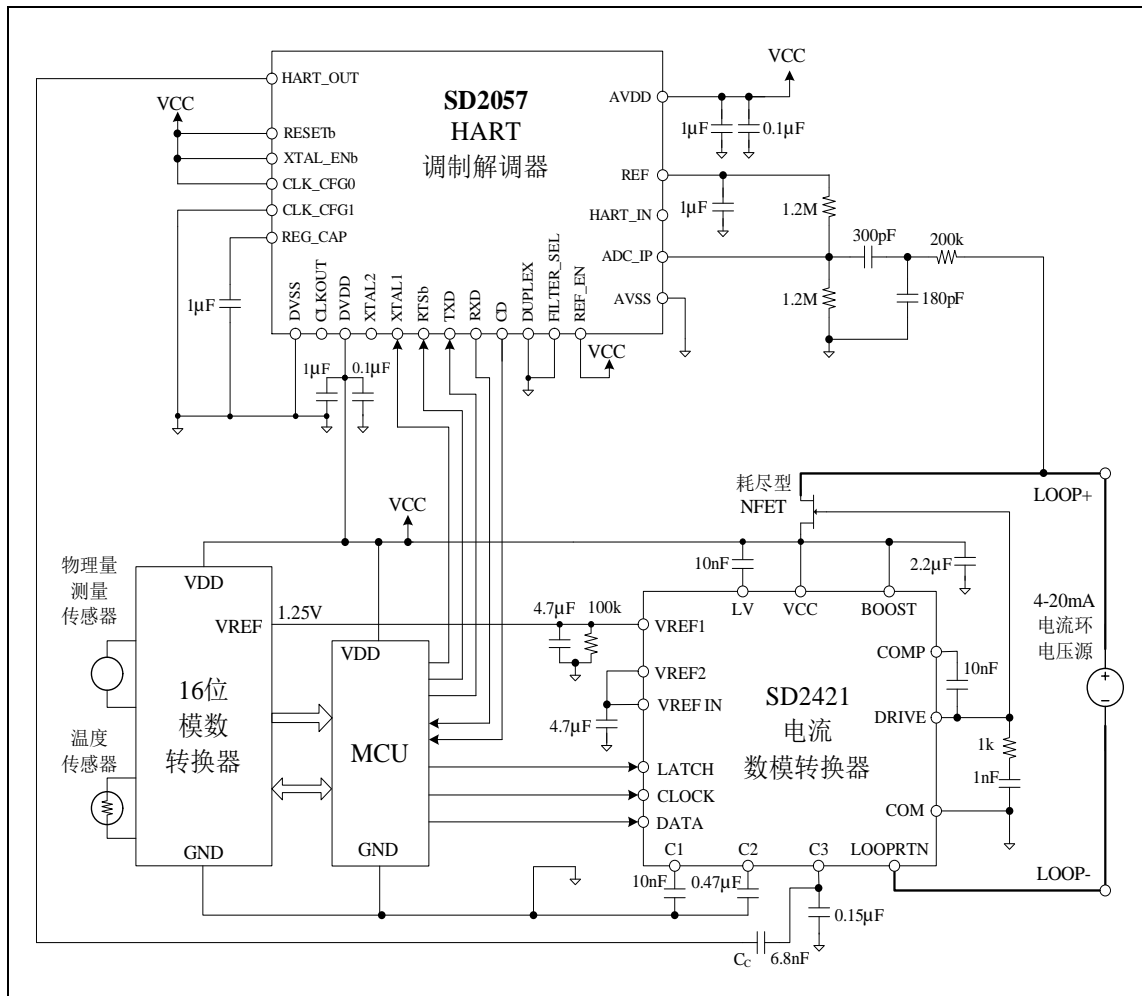 HART_OUT
VCC
RESETb
XTAL_ENb
CLK_CFG0
CLK_CFG1
REG_CAP
SD2057
HART
调制解调器
AVDD
REF
HART_IN
ADC_IP
AVSS
DVSS
CLKOUT
DVDD
XTAL2
XTAL1
RTSb
TXD
RXD
CD
DUPLEX
FILTER_SEL
REF_EN
VCC
1μF
0.1μF
1μF
1.2M
1.2M
300pF
200k
180pF
VCC
1μF
1μF
0.1μF
耗尽型
NFET
LOOP+
VCC
物理量
测量
传感器
温度
传感器
VDD
VREF
1.25V
16位
模数
转换器
GND
VDD
MCU
GND
4.7μF
100k
4.7μF
10nF
2.2μF
LV
VCC
BOOST
VREF1
VREF2
VREF IN
LATCH
CLOCK
DATA
SD2421
电流
数模转换器
COMP
DRIVE
COM
C1
C2
C3
LOOPRTN
10nF
1k
1nF
4-20mA
电流环
电压源
LOOP-
10nF
0.47μF
0.15μF
CC
6.8nF